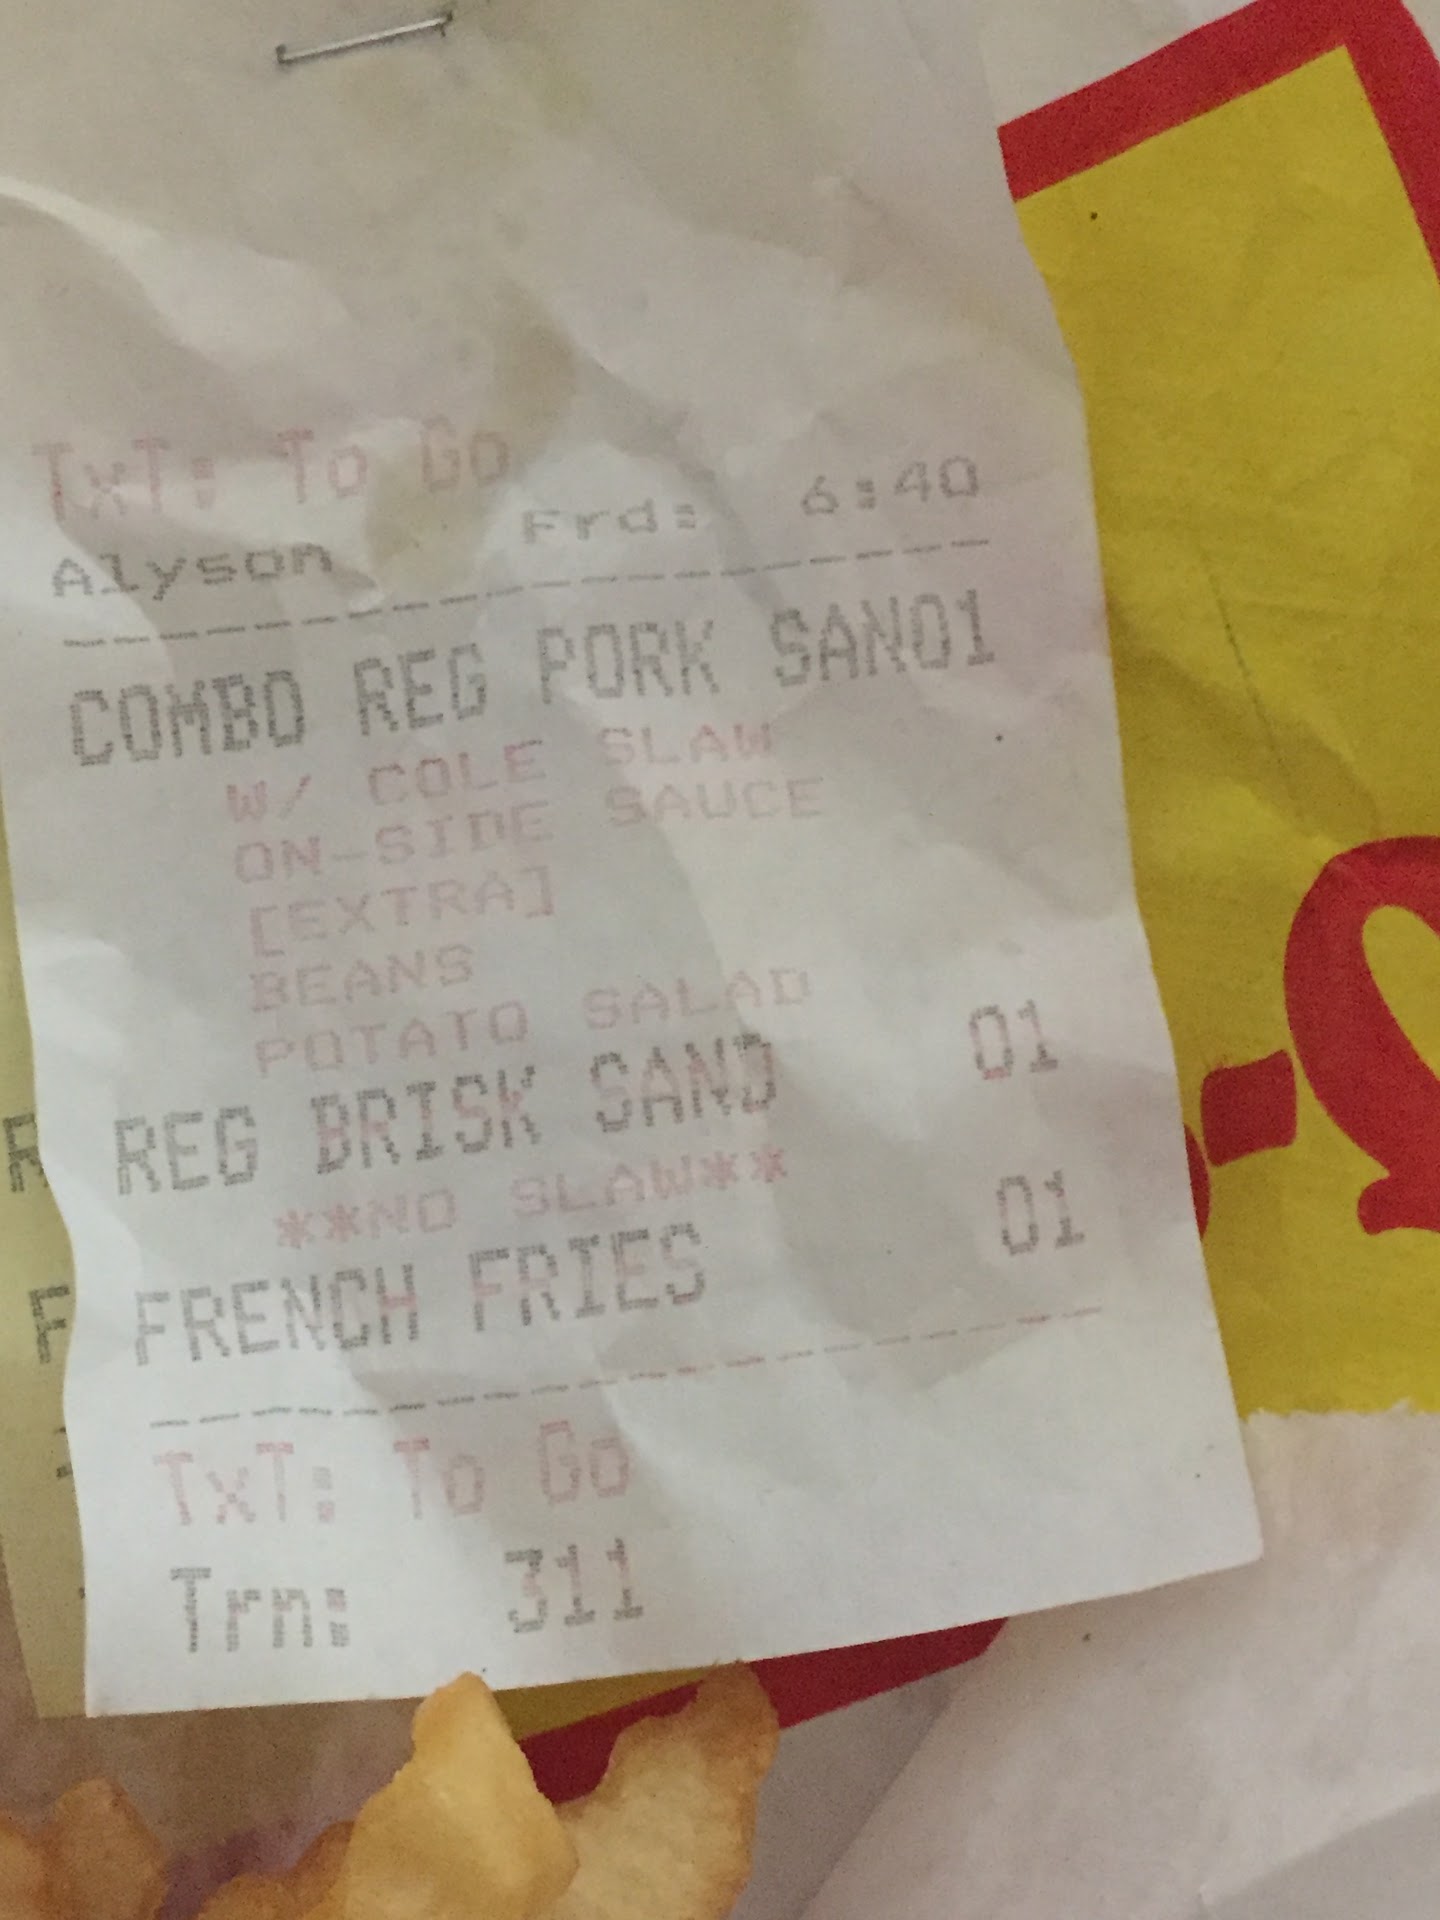 TxT: To Go
Alyson Frd: 6:40
COMBO REG PORK SAN01
W/ COLE SLAW
ON-SIDE SAUCE
[EXTRA]
BEANS
POTATO SALAD
REG BRISK SAND 01
**NO SLAW**
FRENCH FRIES 01
TxT: To Go
Trn: 311